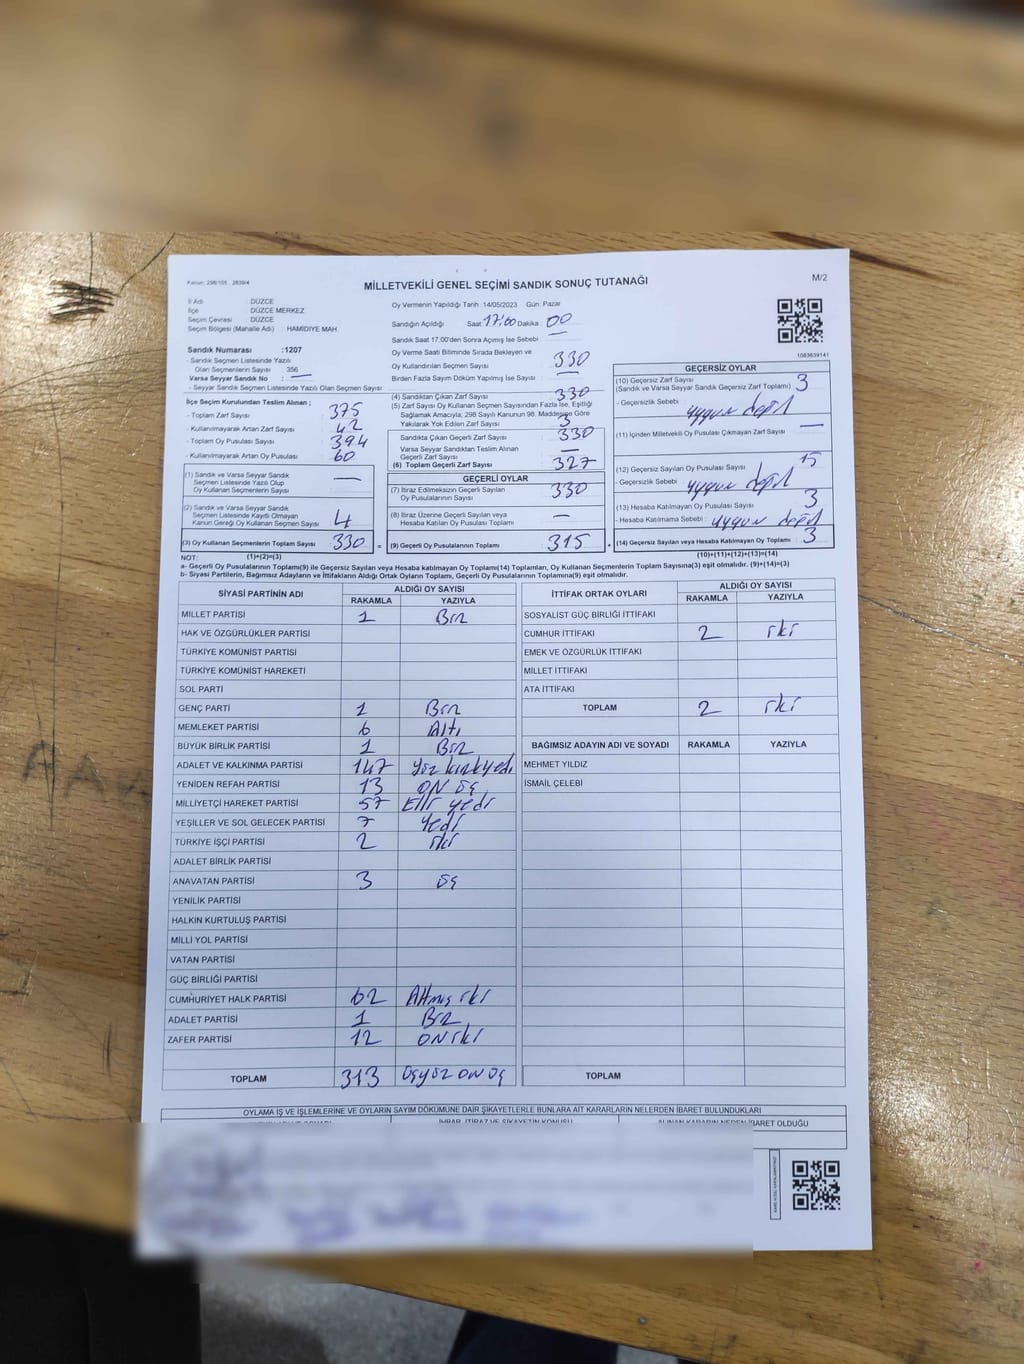 Kanun: 298/105 , 2839/4
MİLLETVEKİLİ GENEL SEÇİMİ SANDIK SONUÇ TUTANAĞI
M/2
İl Adı : DÜZCE
İlçe : DÜZCE MERKEZ
Seçim Çevrası : DÜZCE
Seçim Bölgesi (Mahalle Adı) : HAMİDİYE MAH
Sandık Numarası :1207
- Sandık Seçmen Listesinde Yazılı
Olan Seçmenlerin Sayısı 356
Varsa Seyyar Sandık No : —
- Seyyar Sandık Seçmen Listesinde Yazılı Olan Seçmen Sayısı
İlçe Seçim Kurulundan Teslim Alınan ;
- Toplam Zarf Sayısı 375
- Kullanılmayarak Artan Zarf Sayısı 42
- Toplam Oy Pusulası Sayısı 394
- Kullanılmayarak Artan Oy Pusulası 60
(1) Sandık ve Varsa Seyyar Sandık
Seçmen Listesinde Yazılı Olup
Oy Kullanan Seçmenlerin Sayısı —
(2) Sandık ve Varsa Seyyar Sandık
Seçmen Listesinde Kayıtlı Olmayan
Kanun Gereği Oy Kullanan Seçmen Sayısı 4
(3) Oy Kullanan Seçmenlerin Toplam Sayısı 330 =
Oy Vermenin Yapıldığı Tarih :14/05/2023 Gün: Pazar
Sandığın Açıldığı Saat: 17:00 Dakika : 00
Sandık Saat 17:00'den Sonra Açımış İse Sebebi —
Oy Verme Saati Bitiminde Sırada Bekleyen ve
Oy Kullandırılan Seçmen Sayısı 330
Birden Fazla Sayım Döküm Yapılmış İse Sayısı —
(4) Sandıktan Çıkan Zarf Sayısı 330
(5) Zarf Sayısı Oy Kullanan Seçmen Sayısından Fazla İse, Eşitliği
Sağlamak Amacıyla; 298 Sayılı Kanunun 98. Maddesine Göre
Yakılarak Yok Edilen Zarf Sayısı 3
Sandıkta Çıkan Geçerli Zarf Sayısı 330
Varsa Seyyar Sandıktan Teslim Alınan
Geçerli Zarf Sayısı —
(6) Toplam Geçerli Zarf Sayısı 327
GEÇERLİ OYLAR
(7) İtiraz Edilmeksizin Geçerli Sayılan
Oy Pusulalarının Sayısı 330
(8) İtiraz Üzerine Geçerli Sayılan veya
Hesaba Katılan Oy Pusulası Toplamı —
(9) Geçerli Oy Pusulalarının Toplamı 315 +
1083639141
GEÇERSİZ OYLAR
(10) Geçersiz Zarf Sayısı 3
(Sandık ve Varsa Seyyar Sandık Geçersiz Zarf Toplamı)
- Geçersizlik Sebebi uygun değil
(11) İçinden Milletvekili Oy Pusulası Çıkmayan Zarf Sayısı —
(12) Geçersiz Sayılan Oy Pusulası Sayısı 15
- Geçersizlik Sebebi uygun değil
(13) Hesaba Katılmayan Oy Pusulası Sayısı 3
- Hesaba Katılmama Sebebi uygun değil
(14) Geçersiz Sayılan veya Hesaba Katılmayan Oy Toplamı 3
NOT: (1)+(2)=(3) (10)+(11)+(12)+(13)=(14)
a- Geçerli Oy Pusulalarının Toplamı(9) ile Geçersiz Sayılan veya Hesaba katılmayan Oy Toplamı(14) Toplamları, Oy Kullanan Seçmenlerin Toplam Sayısına(3) eşit olmalıdır. (9)+(14)=(3)
b- Siyasi Partilerin, Bağımsız Adayların ve İttifakların Aldığı Ortak Oyların Toplamı, Geçerli Oy Pusulalarının Toplamına(9) eşit olmalıdır.
SİYASİ PARTİNİN ADI ALDIĞI OY SAYISI
RAKAMLA YAZIYLA
MİLLET PARTİSİ 1 Bir
HAK VE ÖZGÜRLÜKLER PARTİSİ
TÜRKİYE KOMÜNİST PARTİSİ
TÜRKİYE KOMÜNİST HAREKETİ
SOL PARTİ
GENÇ PARTİ 1 Bir
MEMLEKET PARTİSİ 6 Altı
BÜYÜK BİRLİK PARTİSİ 1 Bir
ADALET VE KALKINMA PARTİSİ 147 Yüz kırk yedi
YENİDEN REFAH PARTİSİ 13 ON üç
MİLLİYETÇİ HAREKET PARTİSİ 57 Elli yedi
YEŞİLLER VE SOL GELECEK PARTİSİ 7 Yedi
TÜRKİYE İŞÇİ PARTİSİ 2 iki
ADALET BİRLİK PARTİSİ
ANAVATAN PARTİSİ 3 üç
YENİLİK PARTİSİ
HALKIN KURTULUŞ PARTİSİ
MİLLİ YOL PARTİSİ
VATAN PARTİSİ
GÜÇ BİRLİĞİ PARTİSİ
CUMHURİYET HALK PARTİSİ 62 Altmış iki
ADALET PARTİSİ 1 Bir
ZAFER PARTİSİ 12 ON iki
TOPLAM 313 üçyüz ON üç
İTTİFAK ORTAK OYLARI ALDIĞI OY SAYISI
RAKAMLA YAZIYLA
SOSYALİST GÜÇ BİRLİĞİ İTTİFAKI
CUMHUR İTTİFAKI 2 iki
EMEK VE ÖZGÜRLÜK İTTİFAKI
MİLLET İTTİFAKI
ATA İTTİFAKI
TOPLAM 2 iki
BAĞIMSIZ ADAYIN ADI VE SOYADI RAKAMLA YAZIYLA
MEHMET YILDIZ
İSMAİL ÇELEBİ
TOPLAM
OYLAMA İŞ VE İŞLEMLERİNE VE OYLARIN SAYIM DÖKÜMÜNE DAİR ŞİKAYETLERLE BUNLARA AİT KARARLARIN NELERDEN İBARET BULUNDUKLARI
İHBAR, İTİRAZ VE ŞİKAYETİN KONUSU ALINAN KARARIN NEDEN İBARET OLDUĞU